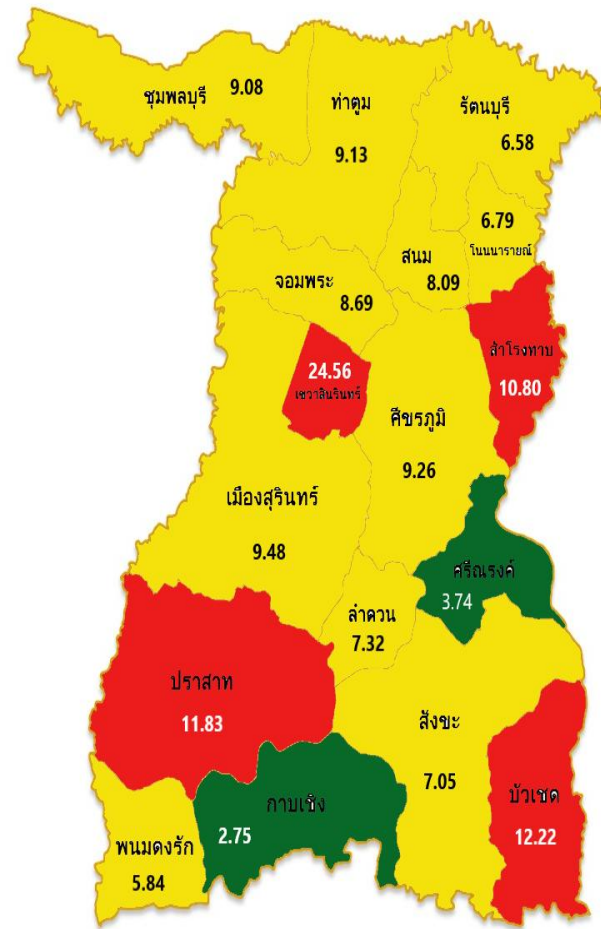 ชุมพลบุรี 9.08
ท่าตูม
9.13
รัตนบุรี
6.58
6.79
โนนนารายณ์
สนม
8.09
จอมพระ
8.69
24.56
เขวาสินรินทร์
สำโรงทาบ
10.80
ศีขรภูมิ
9.26
เมืองสุรินทร์
9.48
ศรีณรงค์
3.74
ลำดวน
7.32
ปราสาท
11.83
สังขะ
7.05
บัวเชด
12.22
กาบเชิง
2.75
พนมดงรัก
5.84